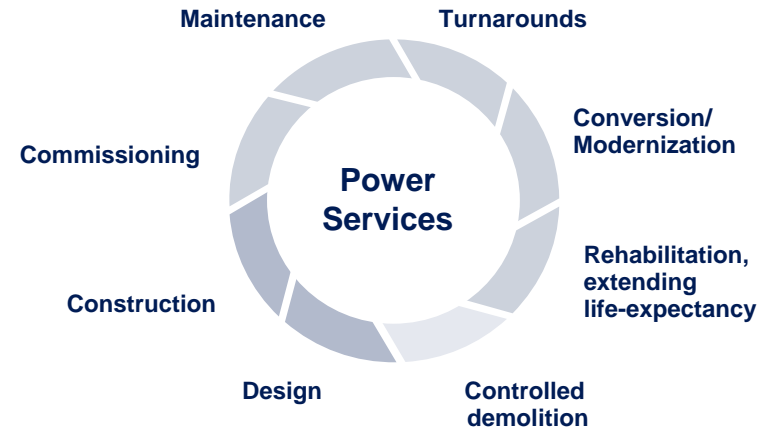 Maintenance
Turnarounds
Conversion/
Modernization
Commissioning
Power
Services
Rehabilitation,
extending
life-expectancy
Construction
Design
Controlled
demolition